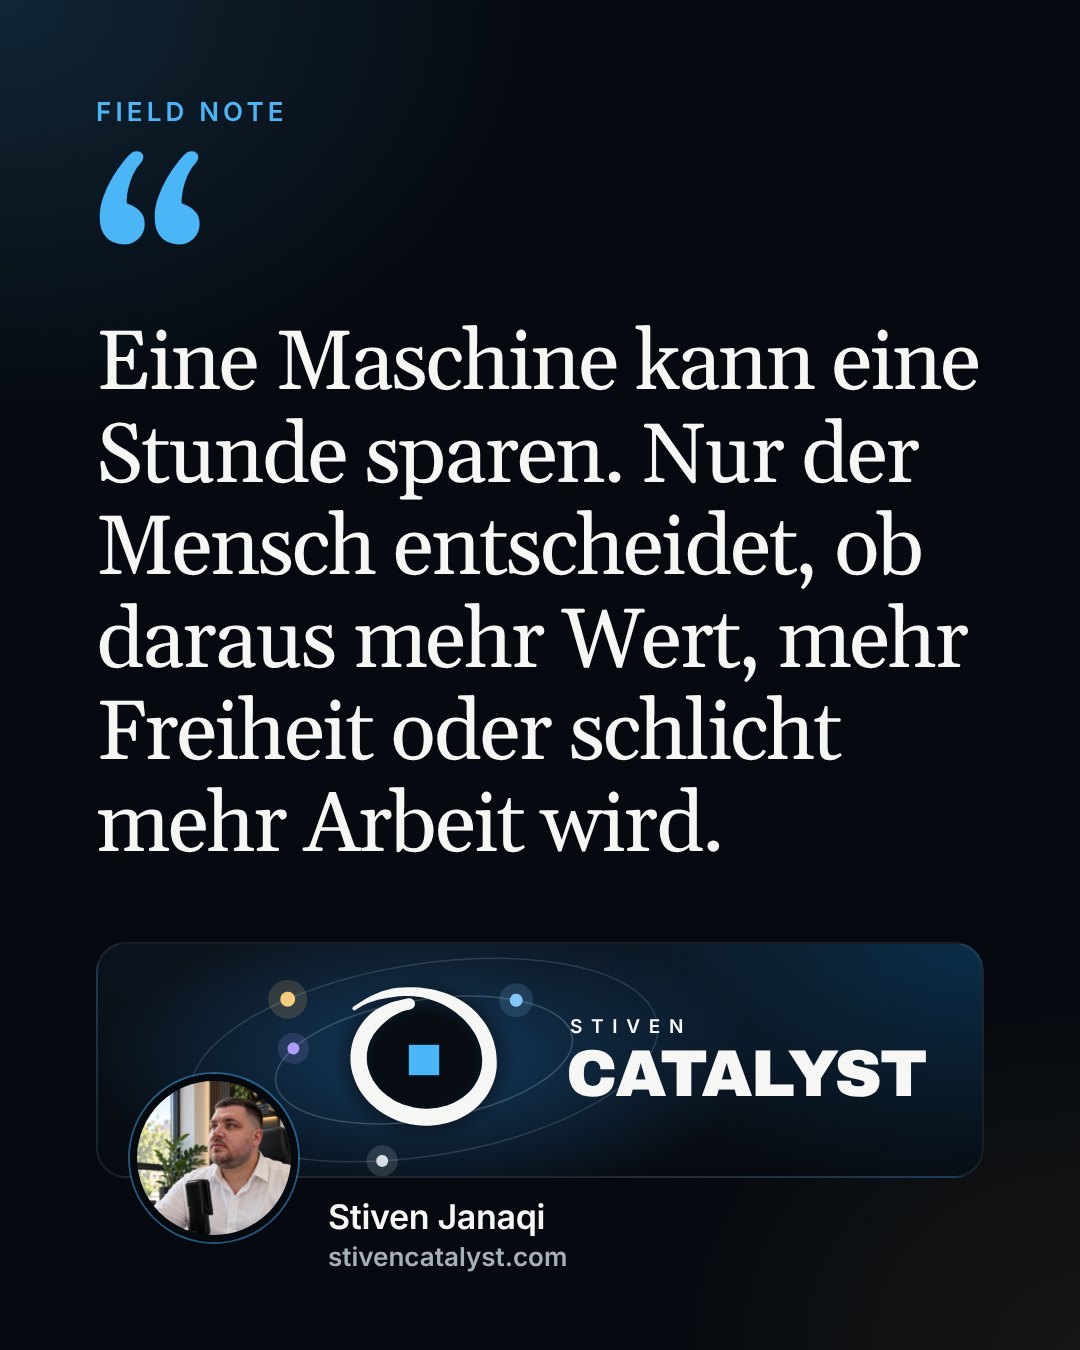 FIELD NOTE
“
Eine Maschine kann eine
Stunde sparen. Nur der
Mensch entscheidet, ob
daraus mehr Wert, mehr
Freiheit oder schlicht
mehr Arbeit wird.
STIVEN
CATALYST
Stiven Janaqi
stivencatalyst.com